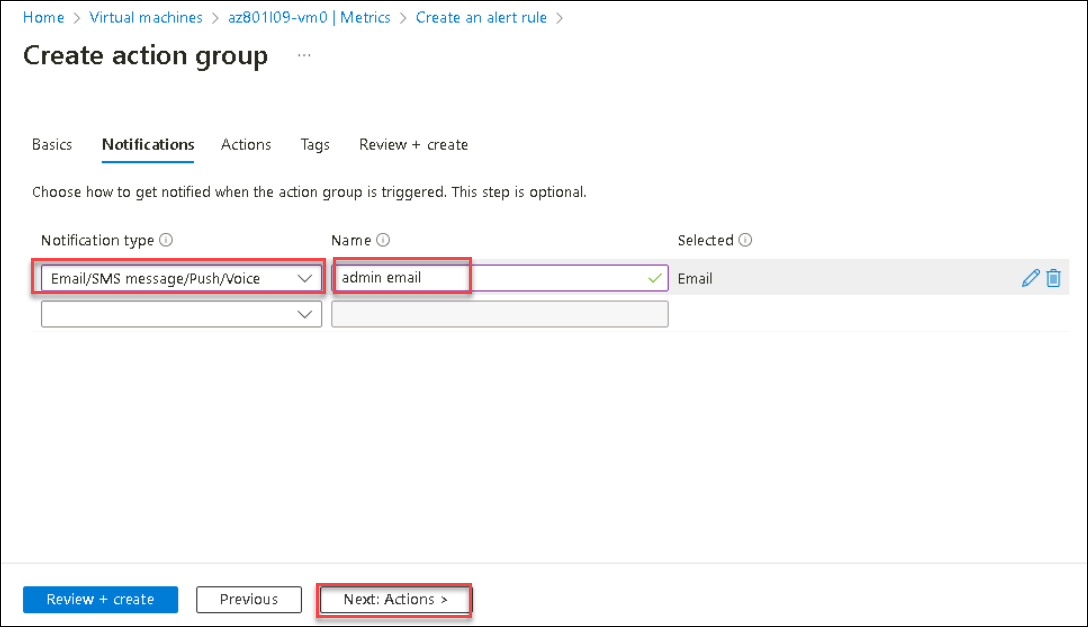 Home > Virtual machines > az801l09-vm0 | Metrics > Create an alert rule >
Create action group ...
Basics Notifications Actions Tags Review + create
Choose how to get notified when the action group is triggered. This step is optional.
Notification type Name Selected
Email/SMS message/Push/Voice admin email Email
Review + create Previous Next: Actions >